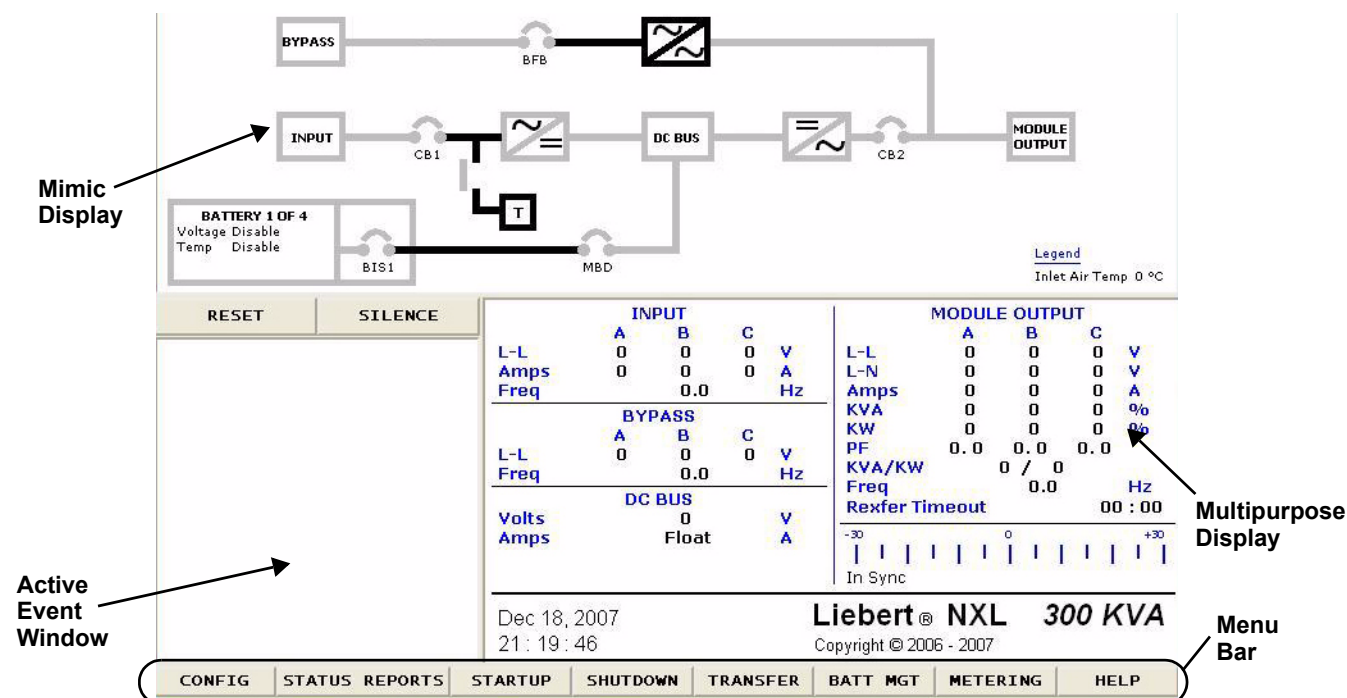 BYPASS
BFB
INPUT
CB1
DC BUS
CB2
MODULE
OUTPUT
T
Mimic
Display
BATTERY 1 OF 4
Voltage Disable
Temp Disable
BIS1
MBD
Legend
Inlet Air Temp 0 ºC
RESET SILENCE
INPUT
A B C
L-L 0 0 0 V
Amps 0 0 0 A
Freq 0.0 Hz
BYPASS
A B C
L-L 0 0 0 V
Freq 0.0 Hz
DC BUS
Volts 0 V
Amps Float A
MODULE OUTPUT
A B C
L-L 0 0 0 V
L-N 0 0 0 V
Amps 0 0 0 A
KVA 0 0 0 %
KW 0 0 0 %
PF 0.0 0.0 0.0
KVA/KW 0 / 0
Freq 0.0 Hz
Rexfer Timeout 00 : 00
-30 0 +30
In Sync
Multipurpose
Display
Active
Event
Window
Dec 18, 2007
21 : 19 : 46
Liebert ® NXL 300 KVA
Copyright © 2006 - 2007
Menu
Bar
CONFIG STATUS REPORTS STARTUP SHUTDOWN TRANSFER BATT MGT METERING HELP